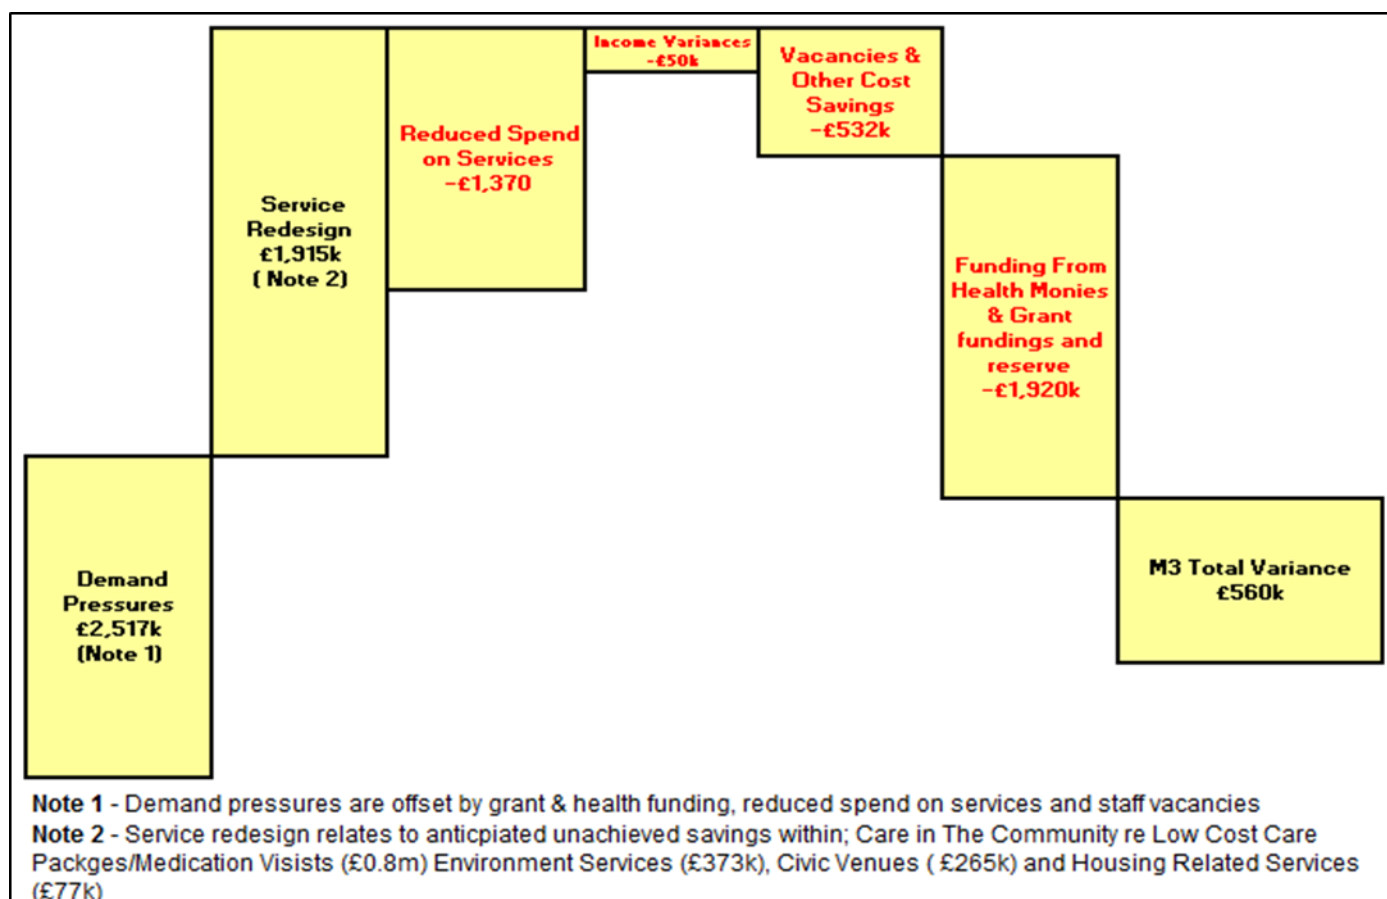 Demand
Pressures
£2,517k
(Note 1)
Service
Redesign
£1,915k
( Note 2)
Reduced Spend
on Services
-£1,370
Income Variances
-£50k
Vacancies &
Other Cost
Savings
-£532k
Funding From
Health Monies
& Grant
fundings and
reserve
-£1,920k
M3 Total Variance
£560k
Note 1 - Demand pressures are offset by grant & health funding, reduced spend on services and staff vacancies
Note 2 - Service redesign relates to anticpiated unachieved savings within; Care in The Community re Low Cost Care
Packges/Medication Visists (£0.8m) Environment Services (£373k), Civic Venues ( £265k) and Housing Related Services
(£77k)